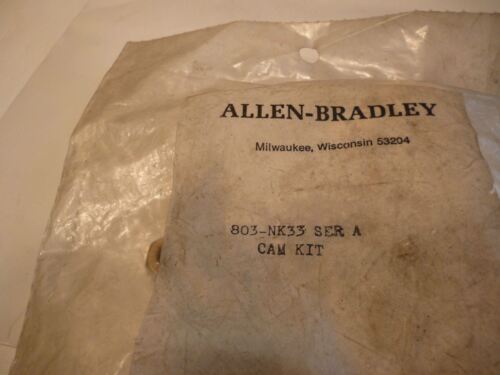 ALLEN-BRADLEY
Milwaukee, Wisconsin 53204
803-NK33 SER A
CAM KIT